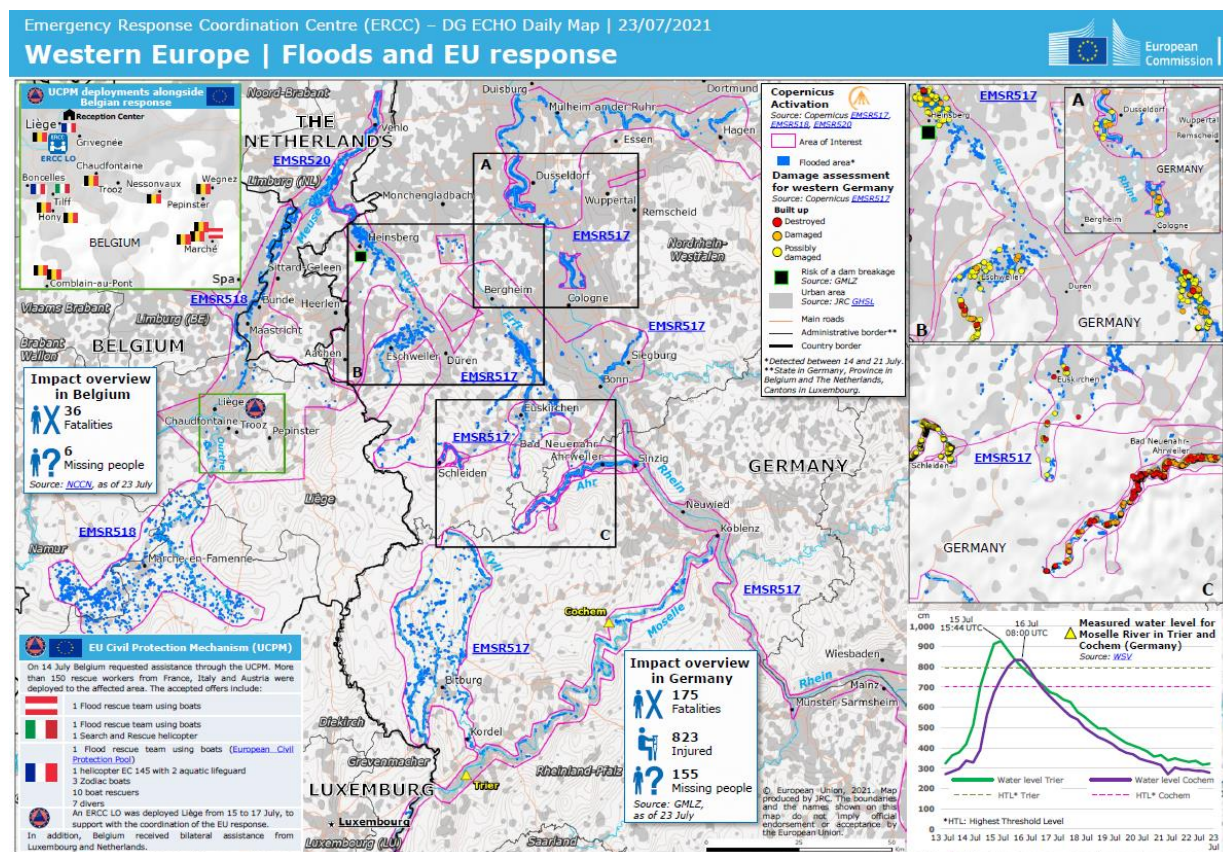 Emergency Response Coordination Centre (ERCC) – DG ECHO Daily Map | 23/07/2021
Western Europe | Floods and EU response
European
Commission
UCPM deployments alongside
Belgian response
Reception Center
Liège
ERCC
ERCC LO
Grivegnée
Chaudfontaine
Boncelles
Trooz
Nessonvaux
Wegnez
Tilff
Pepinster
Hony
BELGIUM
Marché
Comblain-au-Pont
Spa
Noord-Brabant
THE
NETHERLANDS
Venlo
EMSR520
Limburg (NL)
Meuse
Duisburg
Mülheim an der Ruhr
Dortmund
Essen
Hagen
A
Dusseldorf
Monchengladbach
Wuppertal
Remscheid
EMSR517
Nordrhein-
Westfalen
Heinsberg
Sittard-Geleen
EMSR518
Bunde
Heerlen
Bergheim
Cologne
Vlaams Brabant
Limburg (BE)
Maastricht
Brabant
Wallon
BELGIUM
Aachen
Eschweiler
Düren
B
EMSR517
EMSR517
Siegburg
Bonn
Impact overview
in Belgium
36
Fatalities
6
Missing people
Source: NCCN, as of 23 July
Liège
Chaudfontaine
Trooz
Pepinster
Ourthe
Euskirchen
EMSR517
Bad Neuenahr-
Ahrweiler
Sinzig
Schleiden
Ahr
C
GERMANY
Rhein
Neuwied
Koblenz
Liège
EMSR518
Namur
Marche-en-Famenne
Kyll
Cochem
Moselle
EMSR517
EMSR517
Bitburg
Wiesbaden
Rhein
Mainz
Münster-Sarmsheim
Diekirch
Kordel
Grevenmacher
Trier
Rheinland-Pfalz
LUXEMBURG
Luxembourg
Luxembourg (LU)
Saarland
EU Civil Protection Mechanism (UCPM)
On 14 July Belgium requested assistance through the UCPM. More
than 150 rescue workers from France, Italy and Austria were
deployed to the affected area. The accepted offers include:
1 Flood rescue team using boats
1 Flood rescue team using boats
1 Search and Rescue helicopter
1 Flood rescue team using boats (European Civil
Protection Pool)
1 helicopter EC 145 with 2 aquatic lifeguard
3 Zodiac boats
10 boat rescuers
7 divers
An ERCC LO was deployed Liège from 15 to 17 July, to
support with the coordination of the EU response.
In addition, Belgium received bilateral assistance from
Luxembourg and Netherlands.
Impact overview
in Germany
175
Fatalities
823
Injured
155
Missing people
Source: GMLZ,
as of 23 July
© European Union, 2021. Map
produced by JRC. The boundaries
and the names shown on this
map do not imply official
endorsement or acceptance by
the European Union.
0
25
50
Km
Copernicus
Activation
Source: Copernicus EMSR517,
EMSR518, EMSR520
Area of Interest
Flooded area*
Damage assessment
for western Germany
Source: Copernicus EMSR517
Built up
Destroyed
Damaged
Possibly
damaged
Risk of a dam breakage
Source: GMLZ
Urban area
Source: JRC GHSL
Main roads
Administrative border**
Country border
*Detected between 14 and 21 July.
**State in Germany, Province in
Belgium and The Netherlands,
Cantons in Luxembourg.
EMSR517
Heinsberg
Rur
Eschweiler
Düren
GERMANY
B
A
Dusseldorf
Wuppertal
Remscheid
GERMANY
Rhine
Bergheim
Cologne
Euskirchen
EMSR517
Schleiden
Bad Neuenahr-
Ahrweiler
GERMANY
C
cm
1,000
900
800
700
600
500
400
300
200
100
0
15 Jul
15:44 UTC
16 Jul
08:00 UTC
Measured water level for
Moselle River in Trier and
Cochem (Germany)
Source: WSV
Water level Trier
Water level Cochem
HTL* Trier
HTL* Cochem
*HTL: Highest Threshold Level
13 Jul 14 Jul 15 Jul 16 Jul 17 Jul 18 Jul 19 Jul 20 Jul 21 Jul 22 Jul 23
Jul